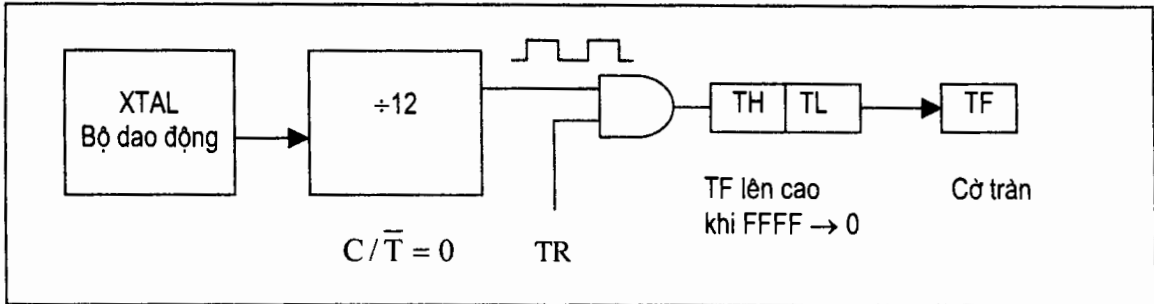 XTAL
Bộ dao động
÷12
TH TL
TF
TF lên cao
khi FFFF → 0
Cờ tràn
C/T̅ = 0
TR